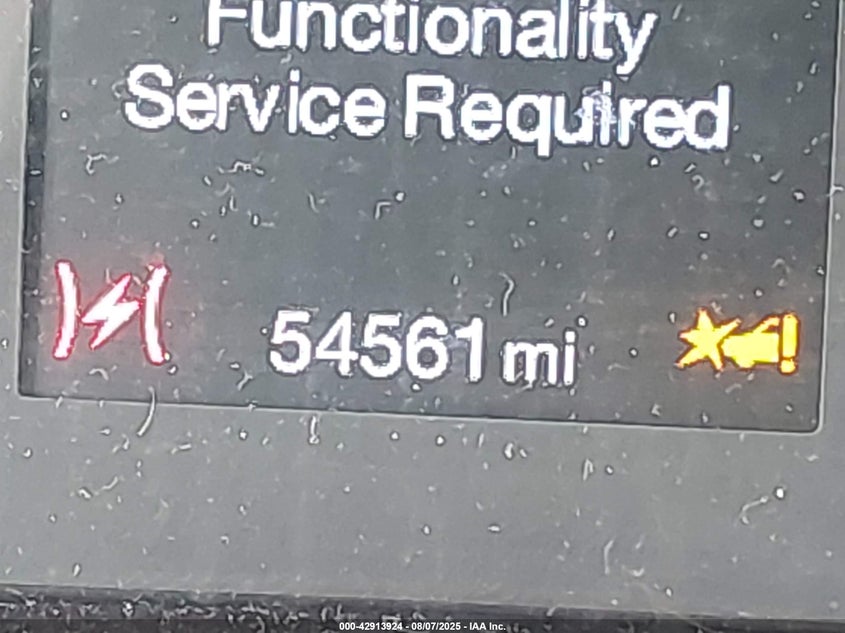 Functionality
Service Required
54561 mi
000-42913924 - 08/07/2025 - IAA Inc.